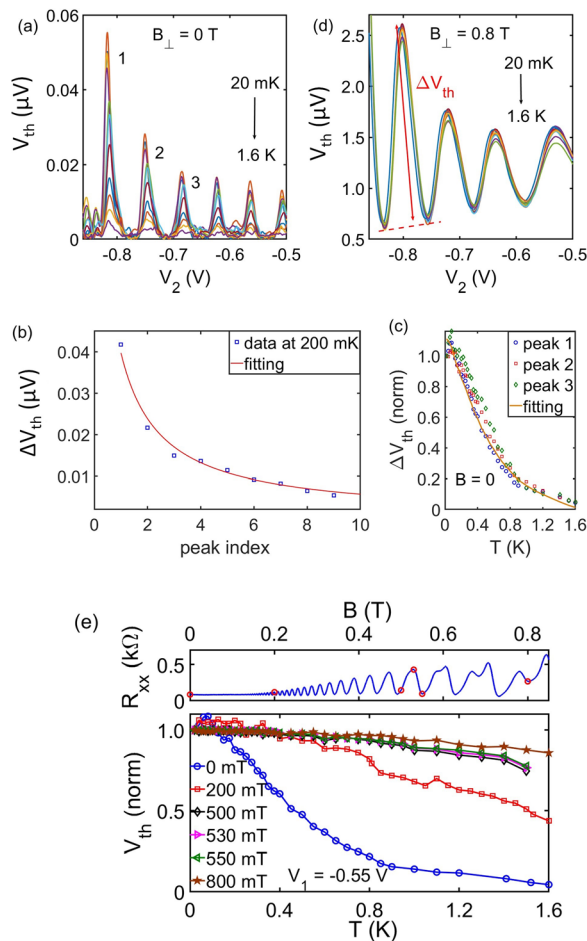 (a)
B⊥ = 0 T
1
2
3
20 mK
1.6 K
0.06
0.04
0.02
0
V_th (μV)
-0.8
-0.7
-0.6
-0.5
V_2 (V)
(d)
B⊥ = 0.8 T
20 mK
ΔV_th
1.6 K
2.5
2.0
1.5
1.0
0.5
V_th (μV)
-0.8
-0.7
-0.6
-0.5
V_2 (V)
(b)
data at 200 mK
fitting
0.04
0.03
0.02
0.01
ΔV_th (μV)
0
2
4
6
8
10
peak index
(c)
peak 1
peak 2
peak 3
fitting
B = 0
1.0
0.8
0.6
0.4
0.2
0
ΔV_th (norm)
0
0.4
0.8
1.2
1.6
T (K)
(e)
B (T)
0
0.2
0.4
0.6
0.8
R_xx (kΩ)
0.5
0
V_th (norm)
1.0
0.5
0
0 mT
200 mT
500 mT
530 mT
550 mT
800 mT
V_1 = -0.55 V
0
0.4
0.8
1.2
1.6
T (K)